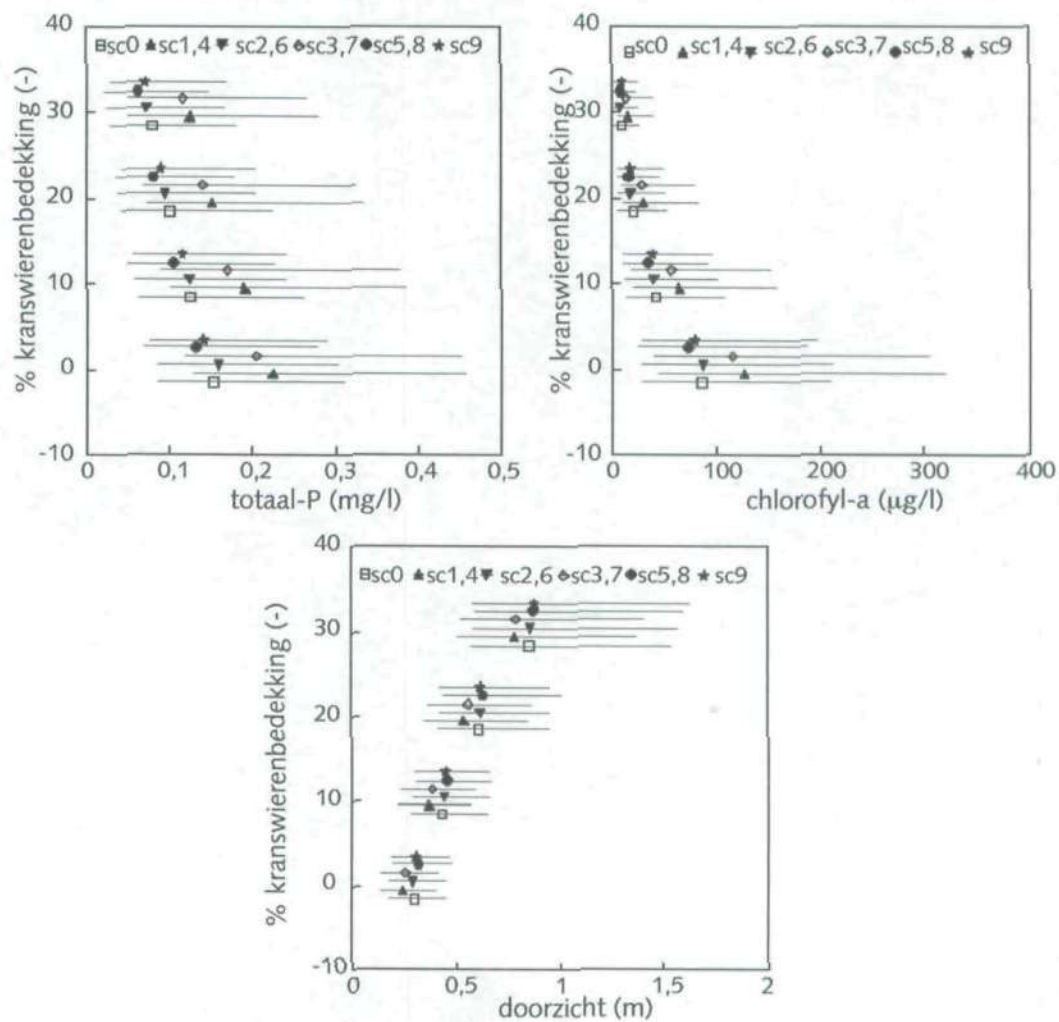 40
sc0 sc1,4 sc2,6 sc3,7 sc5,8 sc9
30
20
10
0
-10
% kranswierenbedekking (-)
0 0,1 0,2 0,3 0,4 0,5
totaal-P (mg/l)
40
sc0 sc1,4 sc2,6 sc3,7 sc5,8 sc9
30
20
10
0
-10
% kranswierenbedekking (-)
0 100 200 300 400
chlorofyl-a (µg/l)
40
sc0 sc1,4 sc2,6 sc3,7 sc5,8 sc9
30
20
10
0
-10
% kranswierenbedekking (-)
0 0,5 1 1,5 2
doorzicht (m)